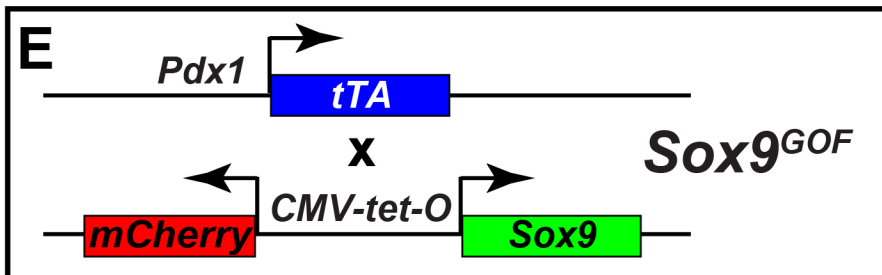 E
Pdx1
tTA
x
Sox9GOF
CMV-tet-O
mCherry
Sox9